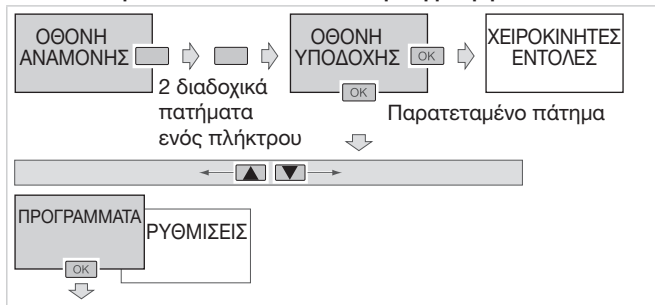 ΟΘΟΝΗ
ΑΝΑΜΟΝΗΣ
ΟΘΟΝΗ
ΥΠΟΔΟΧΗΣ
OK
ΧΕΙΡΟΚΙΝΗΤΕΣ
ΕΝΤΟΛΕΣ
2 διαδοχικά
πατήματα
ενός πλήκτρου
OK
Παρατεταμένο πάτημα
ΠΡΟΓΡΑΜΜΑΤΑ
ΡΥΘΜΙΣΕΙΣ
OK